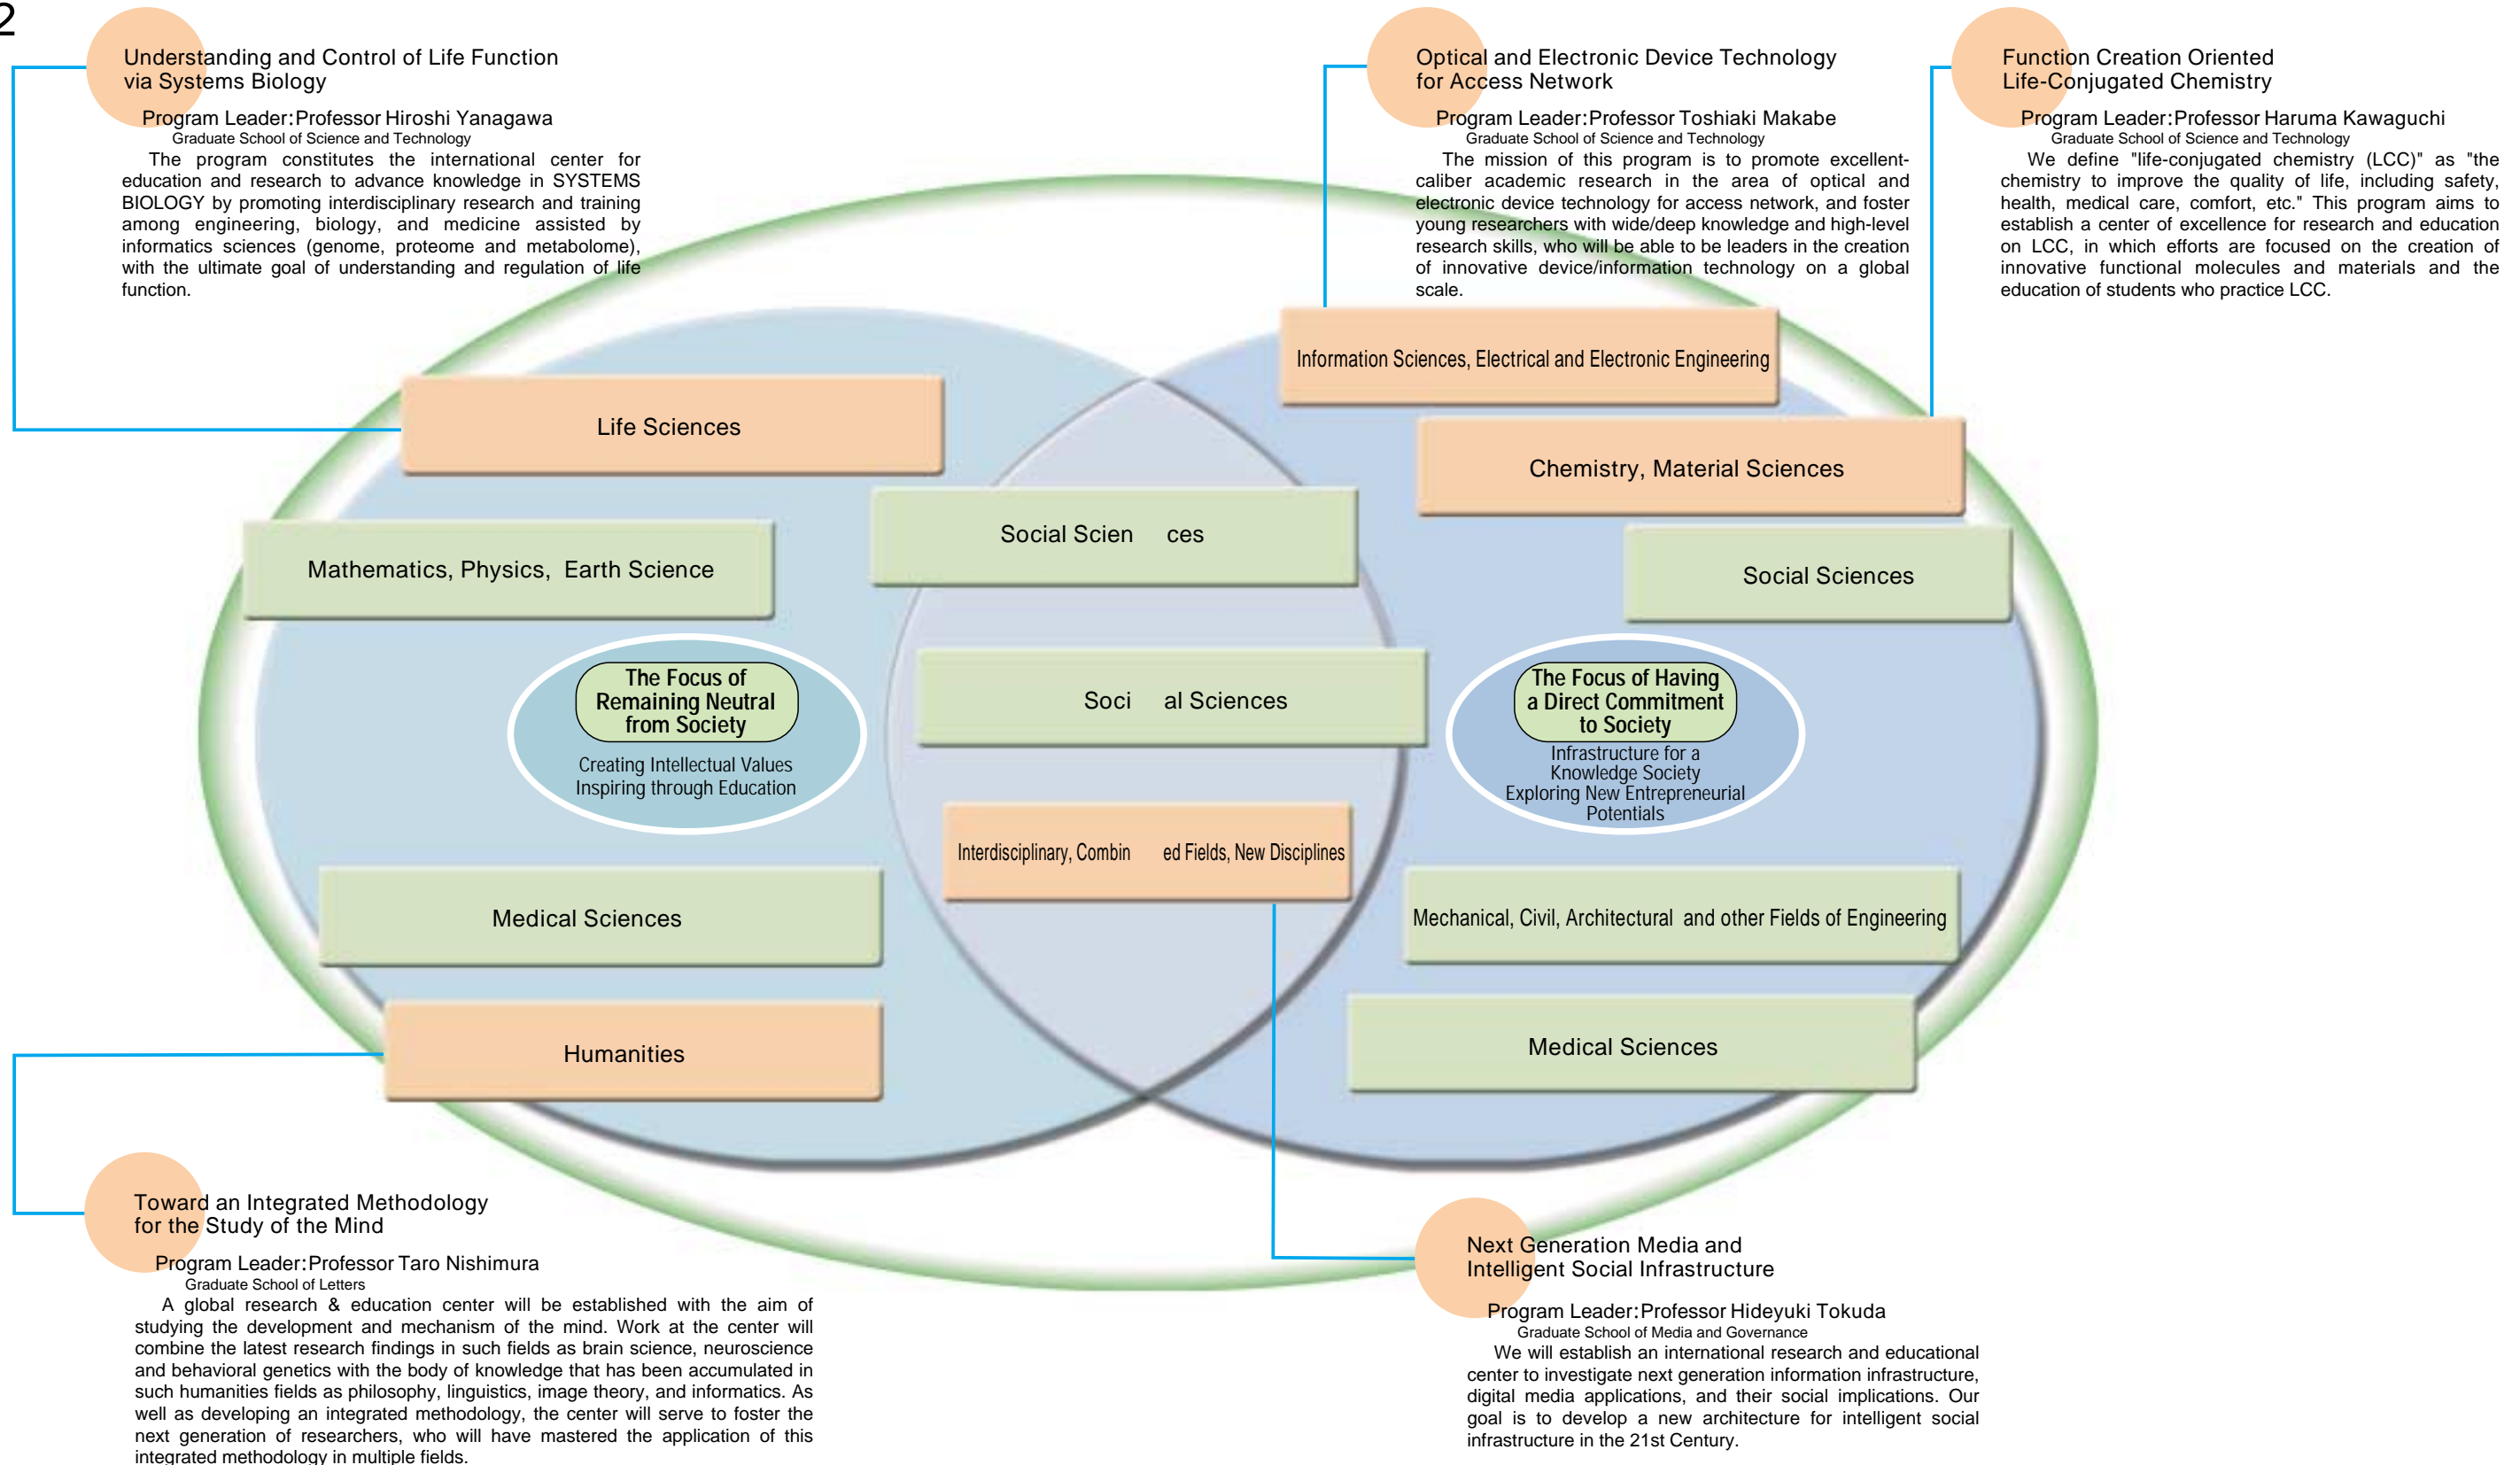 2
Understanding and Control of Life Function
via Systems Biology
Program Leader:Professor Hiroshi Yanagawa
Graduate School of Science and Technology
The program constitutes the international center for
education and research to advance knowledge in SYSTEMS
BIOLOGY by promoting interdisciplinary research and training
among engineering, biology, and medicine assisted by
informatics sciences (genome, proteome and metabolome),
with the ultimate goal of understanding and regulation of life
function.
Optical and Electronic Device Technology
for Access Network
Program Leader:Professor Toshiaki Makabe
Graduate School of Science and Technology
The mission of this program is to promote excellent-
caliber academic research in the area of optical and
electronic device technology for access network, and foster
young researchers with wide/deep knowledge and high-level
research skills, who will be able to be leaders in the creation
of innovative device/information technology on a global
scale.
Function Creation Oriented
Life-Conjugated Chemistry
Program Leader:Professor Haruma Kawaguchi
Graduate School of Science and Technology
We define "life-conjugated chemistry (LCC)" as "the
chemistry to improve the quality of life, including safety,
health, medical care, comfort, etc." This program aims to
establish a center of excellence for research and education
on LCC, in which efforts are focused on the creation of
innovative functional molecules and materials and the
education of students who practice LCC.
Information Sciences, Electrical and Electronic Engineering
Life Sciences
Chemistry, Material Sciences
Social Scien ces
Mathematics, Physics, Earth Science
Social Sciences
The Focus of
Remaining Neutral
from Society
Creating Intellectual Values
Inspiring through Education
Soci al Sciences
The Focus of Having
a Direct Commitment
to Society
Infrastructure for a
Knowledge Society
Exploring New Entrepreneurial
Potentials
Interdisciplinary, Combin ed Fields, New Disciplines
Medical Sciences
Mechanical, Civil, Architectural and other Fields of Engineering
Humanities
Medical Sciences
Toward an Integrated Methodology
for the Study of the Mind
Program Leader:Professor Taro Nishimura
Graduate School of Letters
A global research & education center will be established with the aim of
studying the development and mechanism of the mind. Work at the center will
combine the latest research findings in such fields as brain science, neuroscience
and behavioral genetics with the body of knowledge that has been accumulated in
such humanities fields as philosophy, linguistics, image theory, and informatics. As
well as developing an integrated methodology, the center will serve to foster the
next generation of researchers, who will have mastered the application of this
integrated methodology in multiple fields.
Next Generation Media and
Intelligent Social Infrastructure
Program Leader:Professor Hideyuki Tokuda
Graduate School of Media and Governance
We will establish an international research and educational
center to investigate next generation information infrastructure,
digital media applications, and their social implications. Our
goal is to develop a new architecture for intelligent social
infrastructure in the 21st Century.